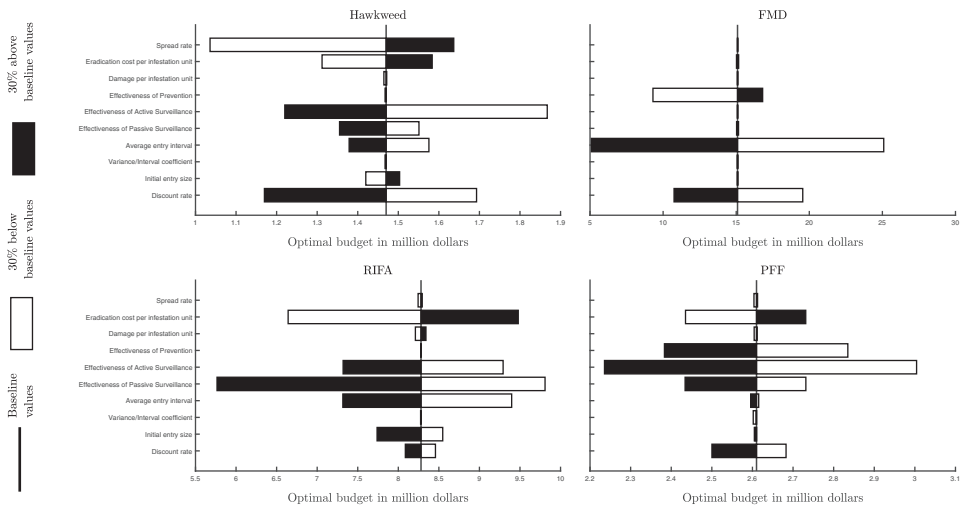 30% above
baseline values
30% below
baseline values
Baseline
values
Hawkweed
Spread rate
Eradication cost per infestation unit
Damage per infestation unit
Effectiveness of Prevention
Effectiveness of Active Surveillance
Effectiveness of Passive Surveillance
Average entry interval
Variance/Interval coefficient
Initial entry size
Discount rate
1 1.1 1.2 1.3 1.4 1.5 1.6 1.7 1.8 1.9
Optimal budget in million dollars
FMD
5 10 15 20 25 30
Optimal budget in million dollars
RIFA
Spread rate
Eradication cost per infestation unit
Damage per infestation unit
Effectiveness of Prevention
Effectiveness of Active Surveillance
Effectiveness of Passive Surveillance
Average entry interval
Variance/Interval coefficient
Initial entry size
Discount rate
5.5 6 6.5 7 7.5 8 8.5 9 9.5 10
Optimal budget in million dollars
PFF
2.2 2.3 2.4 2.5 2.6 2.7 2.8 2.9 3 3.1
Optimal budget in million dollars